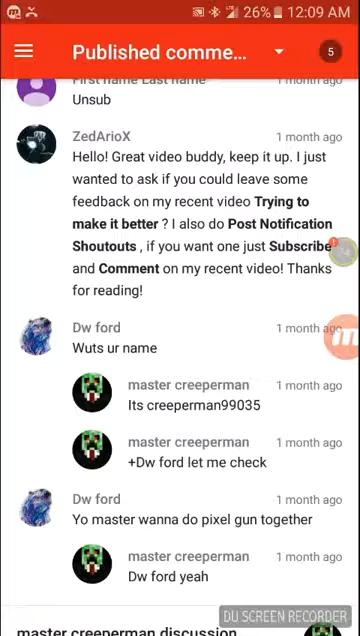 26% 12:09 AM
Published comme...
5
First name Last name 1 month ago
Unsub
ZedArioX 1 month ago
Hello! Great video buddy, keep it up. I just
wanted to ask if you could leave some
feedback on my recent video Trying to
make it better ? I also do Post Notification
Shoutouts , if you want one just Subscribe
and Comment on my recent video! Thanks
for reading!
Dw ford 1 month ago
Wuts ur name
master creeperman 1 month ago
Its creeperman99035
master creeperman 1 month ago
+Dw ford let me check
Dw ford 1 month ago
Yo master wanna do pixel gun together
master creeperman 1 month ago
Dw ford yeah
DU SCREEN RECORDER
master creeperman discussion